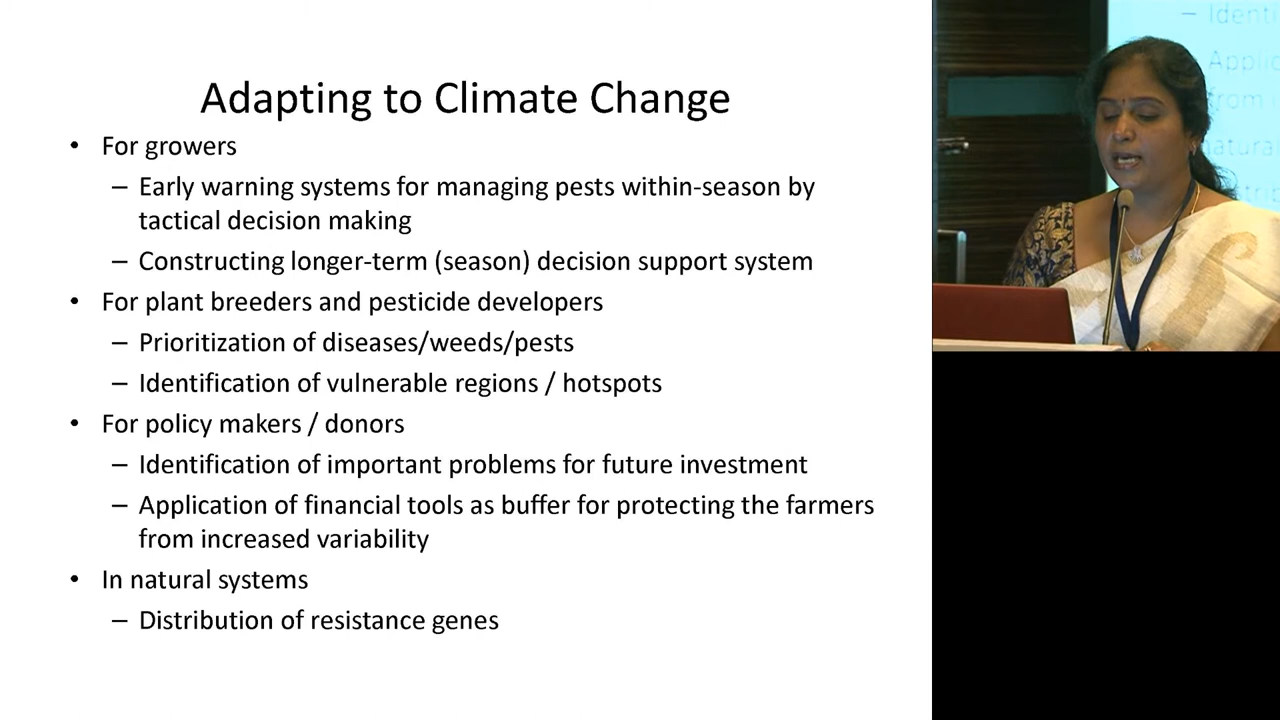 Adapting to Climate Change
• For growers
– Early warning systems for managing pests within-season by
tactical decision making
– Constructing longer-term (season) decision support system
• For plant breeders and pesticide developers
– Prioritization of diseases/weeds/pests
– Identification of vulnerable regions / hotspots
• For policy makers / donors
– Identification of important problems for future investment
– Application of financial tools as buffer for protecting the farmers
from increased variability
• In natural systems
– Distribution of resistance genes